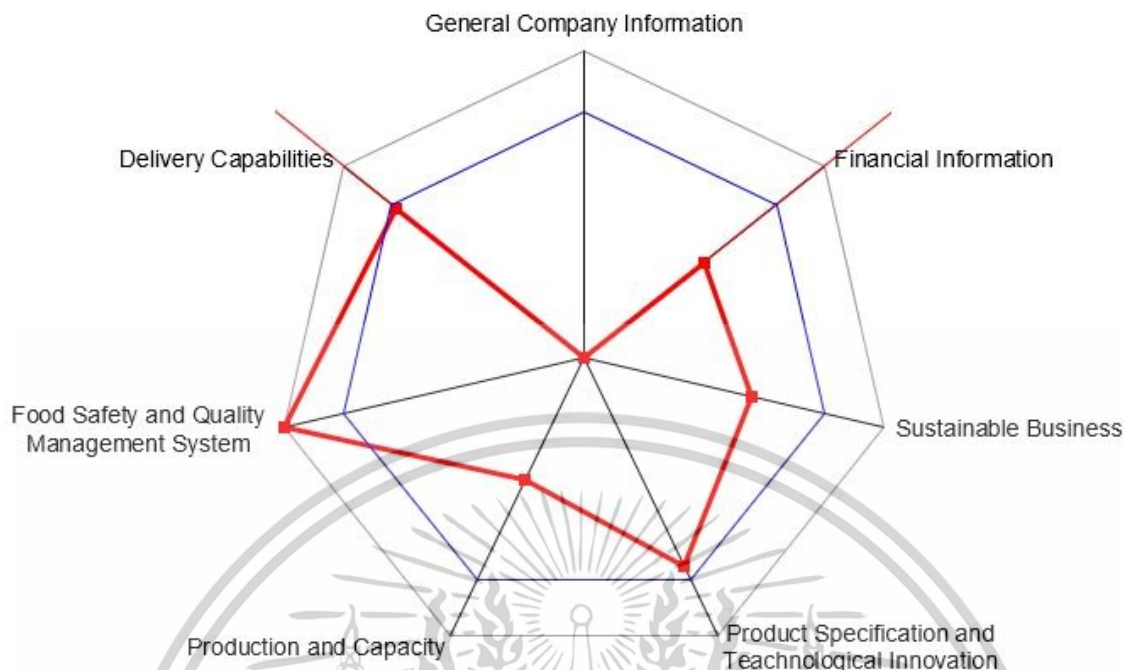 General Company Information
Delivery Capabilities
Financial Information
Food Safety and Quality
Management System
Sustainable Business
Production and Capacity
Product Specification and
Teachnological Innovation